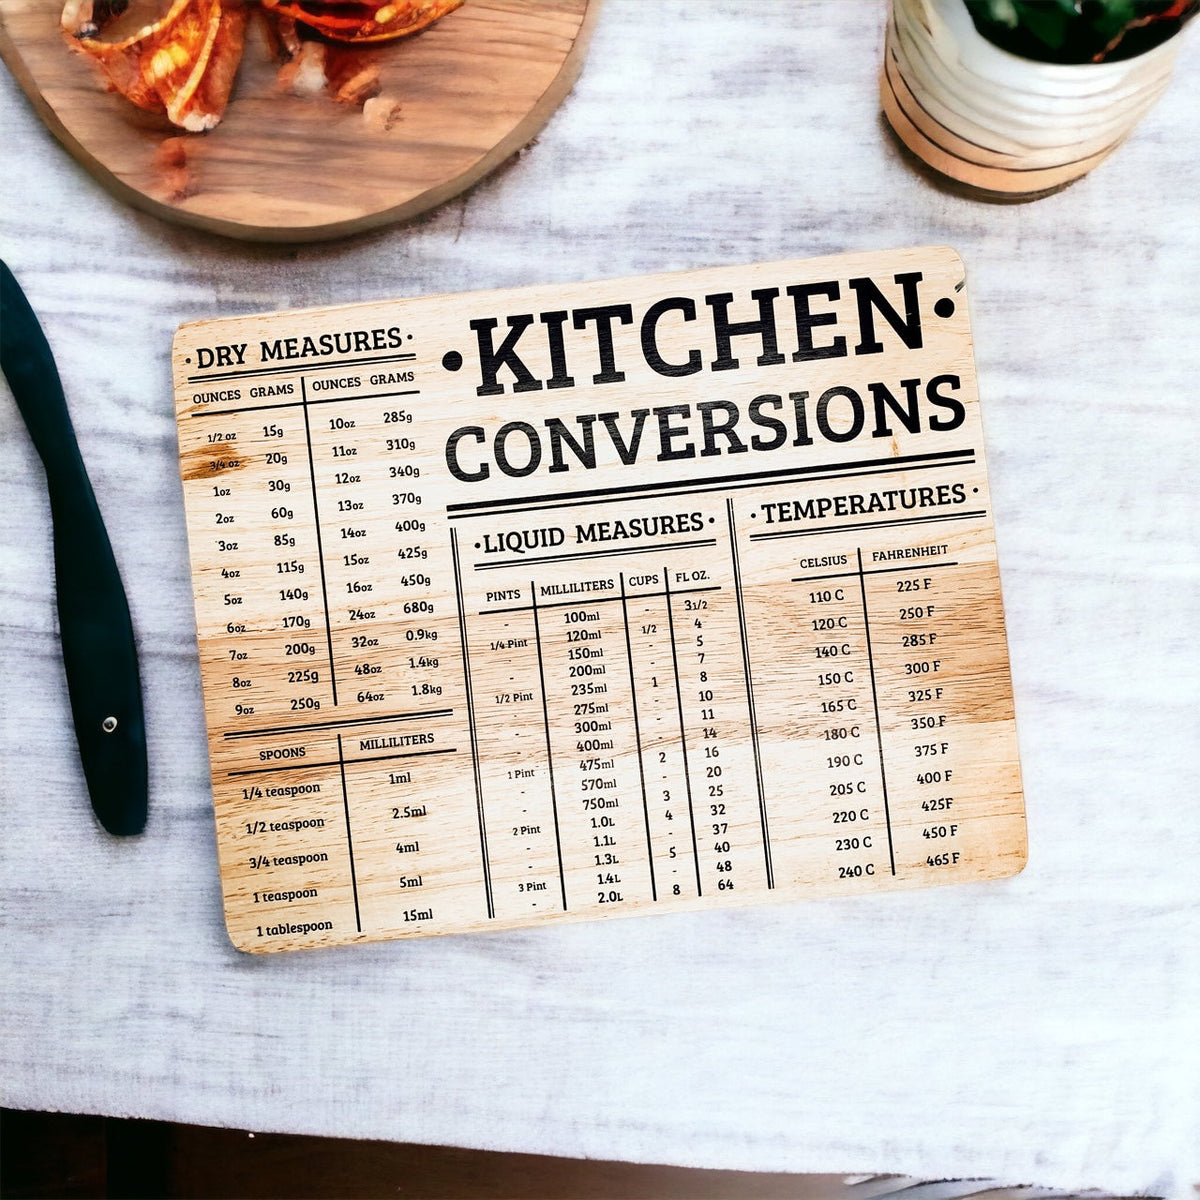 ·KITCHEN·
CONVERSIONS
·DRY MEASURES·
OUNCES GRAMS OUNCES GRAMS
1/2 oz 15g 10oz 285g
3/4 oz 20g 11oz 310g
1oz 30g 12oz 340g
2oz 60g 13oz 370g
3oz 85g 14oz 400g
4oz 115g 15oz 425g
5oz 140g 16oz 450g
6oz 170g 24oz 680g
7oz 200g 32oz 0.9kg
8oz 225g 48oz 1.4kg
9oz 250g 64oz 1.8kg
SPOONS MILLILITERS
1/4 teaspoon 1ml
1/2 teaspoon 2.5ml
3/4 teaspoon 4ml
1 teaspoon 5ml
1 tablespoon 15ml
·LIQUID MEASURES·
PINTS MILLILITERS CUPS FL OZ.
- 100ml - 31/2
1/4 Pint 120ml 1/2 4
- 150ml - 5
- 200ml - 7
1/2 Pint 235ml 1 8
- 275ml - 10
- 300ml - 11
- 400ml - 14
1 Pint 475ml 2 16
- 570ml - 20
- 750ml 3 25
2 Pint 1.0L 4 32
- 1.1L - 37
- 1.3L 5 40
3 Pint 1.4L - 48
- 2.0L 8 64
·TEMPERATURES·
CELSIUS FAHRENHEIT
110 C 225 F
120 C 250 F
140 C 285 F
150 C 300 F
165 C 325 F
180 C 350 F
190 C 375 F
205 C 400 F
220 C 425F
230 C 450 F
240 C 465 F